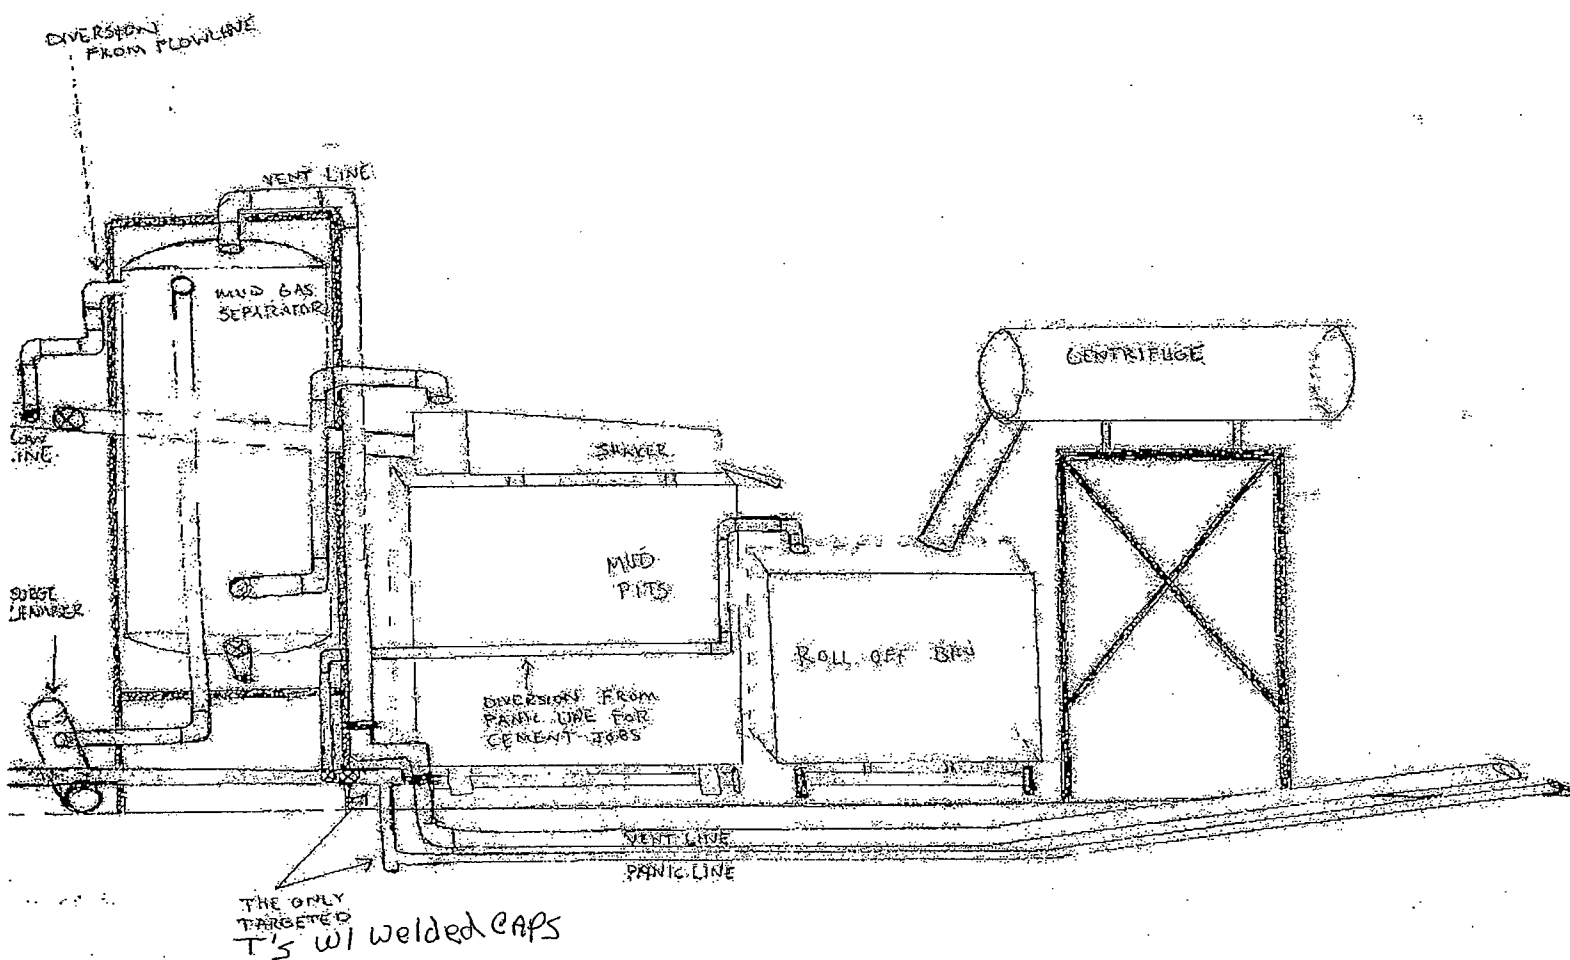 DIVERSION
FROM FLOWLINE
VENT LINE
MUD GAS
SEPARATOR
CENTRIFUGE
SHAKER
MUD
PITS
ROLL OFF BIN
DIVERSION FROM
PANIC LINE FOR
CEMENT JOBS
VENT LINE
PANIC LINE
THE ONLY
TARGETED
T's W/ Welded CAPS